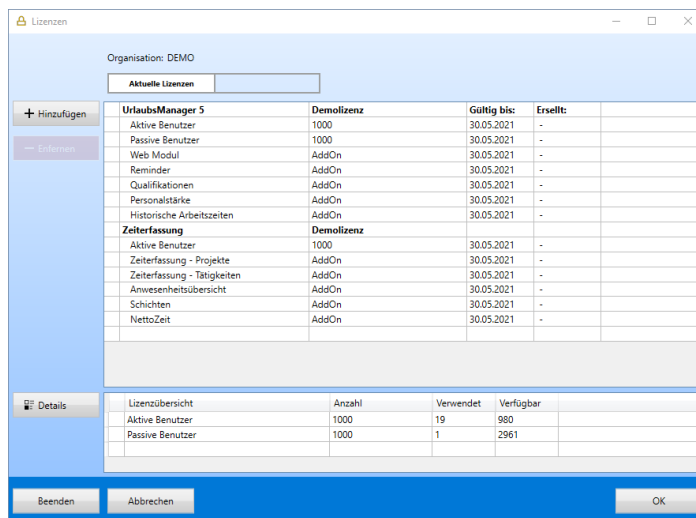 Lizenzen
Organisation: DEMO
Aktuelle Lizenzen
Hinzufügen
Enfernen
UrlaubsManager 5 Demolizenz Gültig bis: Ersellt:
Aktive Benutzer 1000 30.05.2021 -
Passive Benutzer 1000 30.05.2021 -
Web Modul AddOn 30.05.2021 -
Reminder AddOn 30.05.2021 -
Qualifikationen AddOn 30.05.2021 -
Personalstärke AddOn 30.05.2021 -
Historische Arbeitszeiten AddOn 30.05.2021 -
Zeiterfassung Demolizenz
Aktive Benutzer 1000 30.05.2021 -
Zeiterfassung - Projekte AddOn 30.05.2021 -
Zeiterfassung - Tätigkeiten AddOn 30.05.2021 -
Anwesenheitsübersicht AddOn 30.05.2021 -
Schichten AddOn 30.05.2021 -
NettoZeit AddOn 30.05.2021 -
Details
Lizenzübersicht Anzahl Verwendet Verfügbar
Aktive Benutzer 1000 19 980
Passive Benutzer 1000 1 2961
Beenden Abbrechen OK